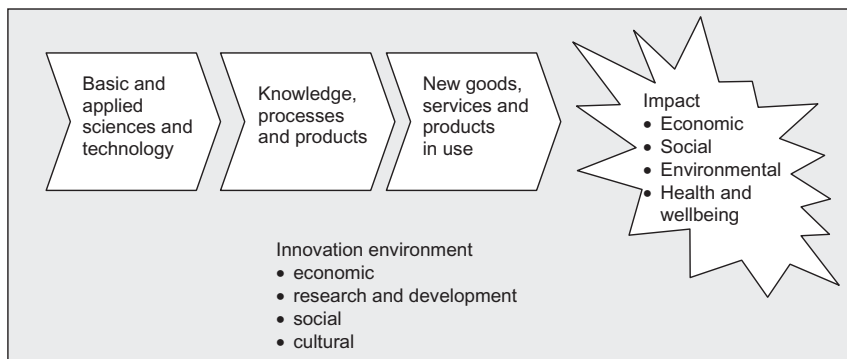 Basic and
applied
sciences and
technology
Knowledge,
processes
and products
New goods,
services and
products
in use
Impact
• Economic
• Social
• Environmental
• Health and
wellbeing
Innovation environment
• economic
• research and development
• social
• cultural